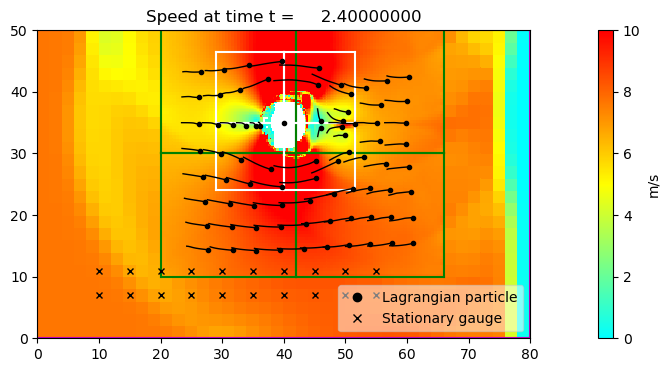 Speed at time t = 2.40000000
50
40
30
20
10
0
0 10 20 30 40 50 60 70 80
Lagrangian particle
Stationary gauge
10
8
6
4
2
0
m/s